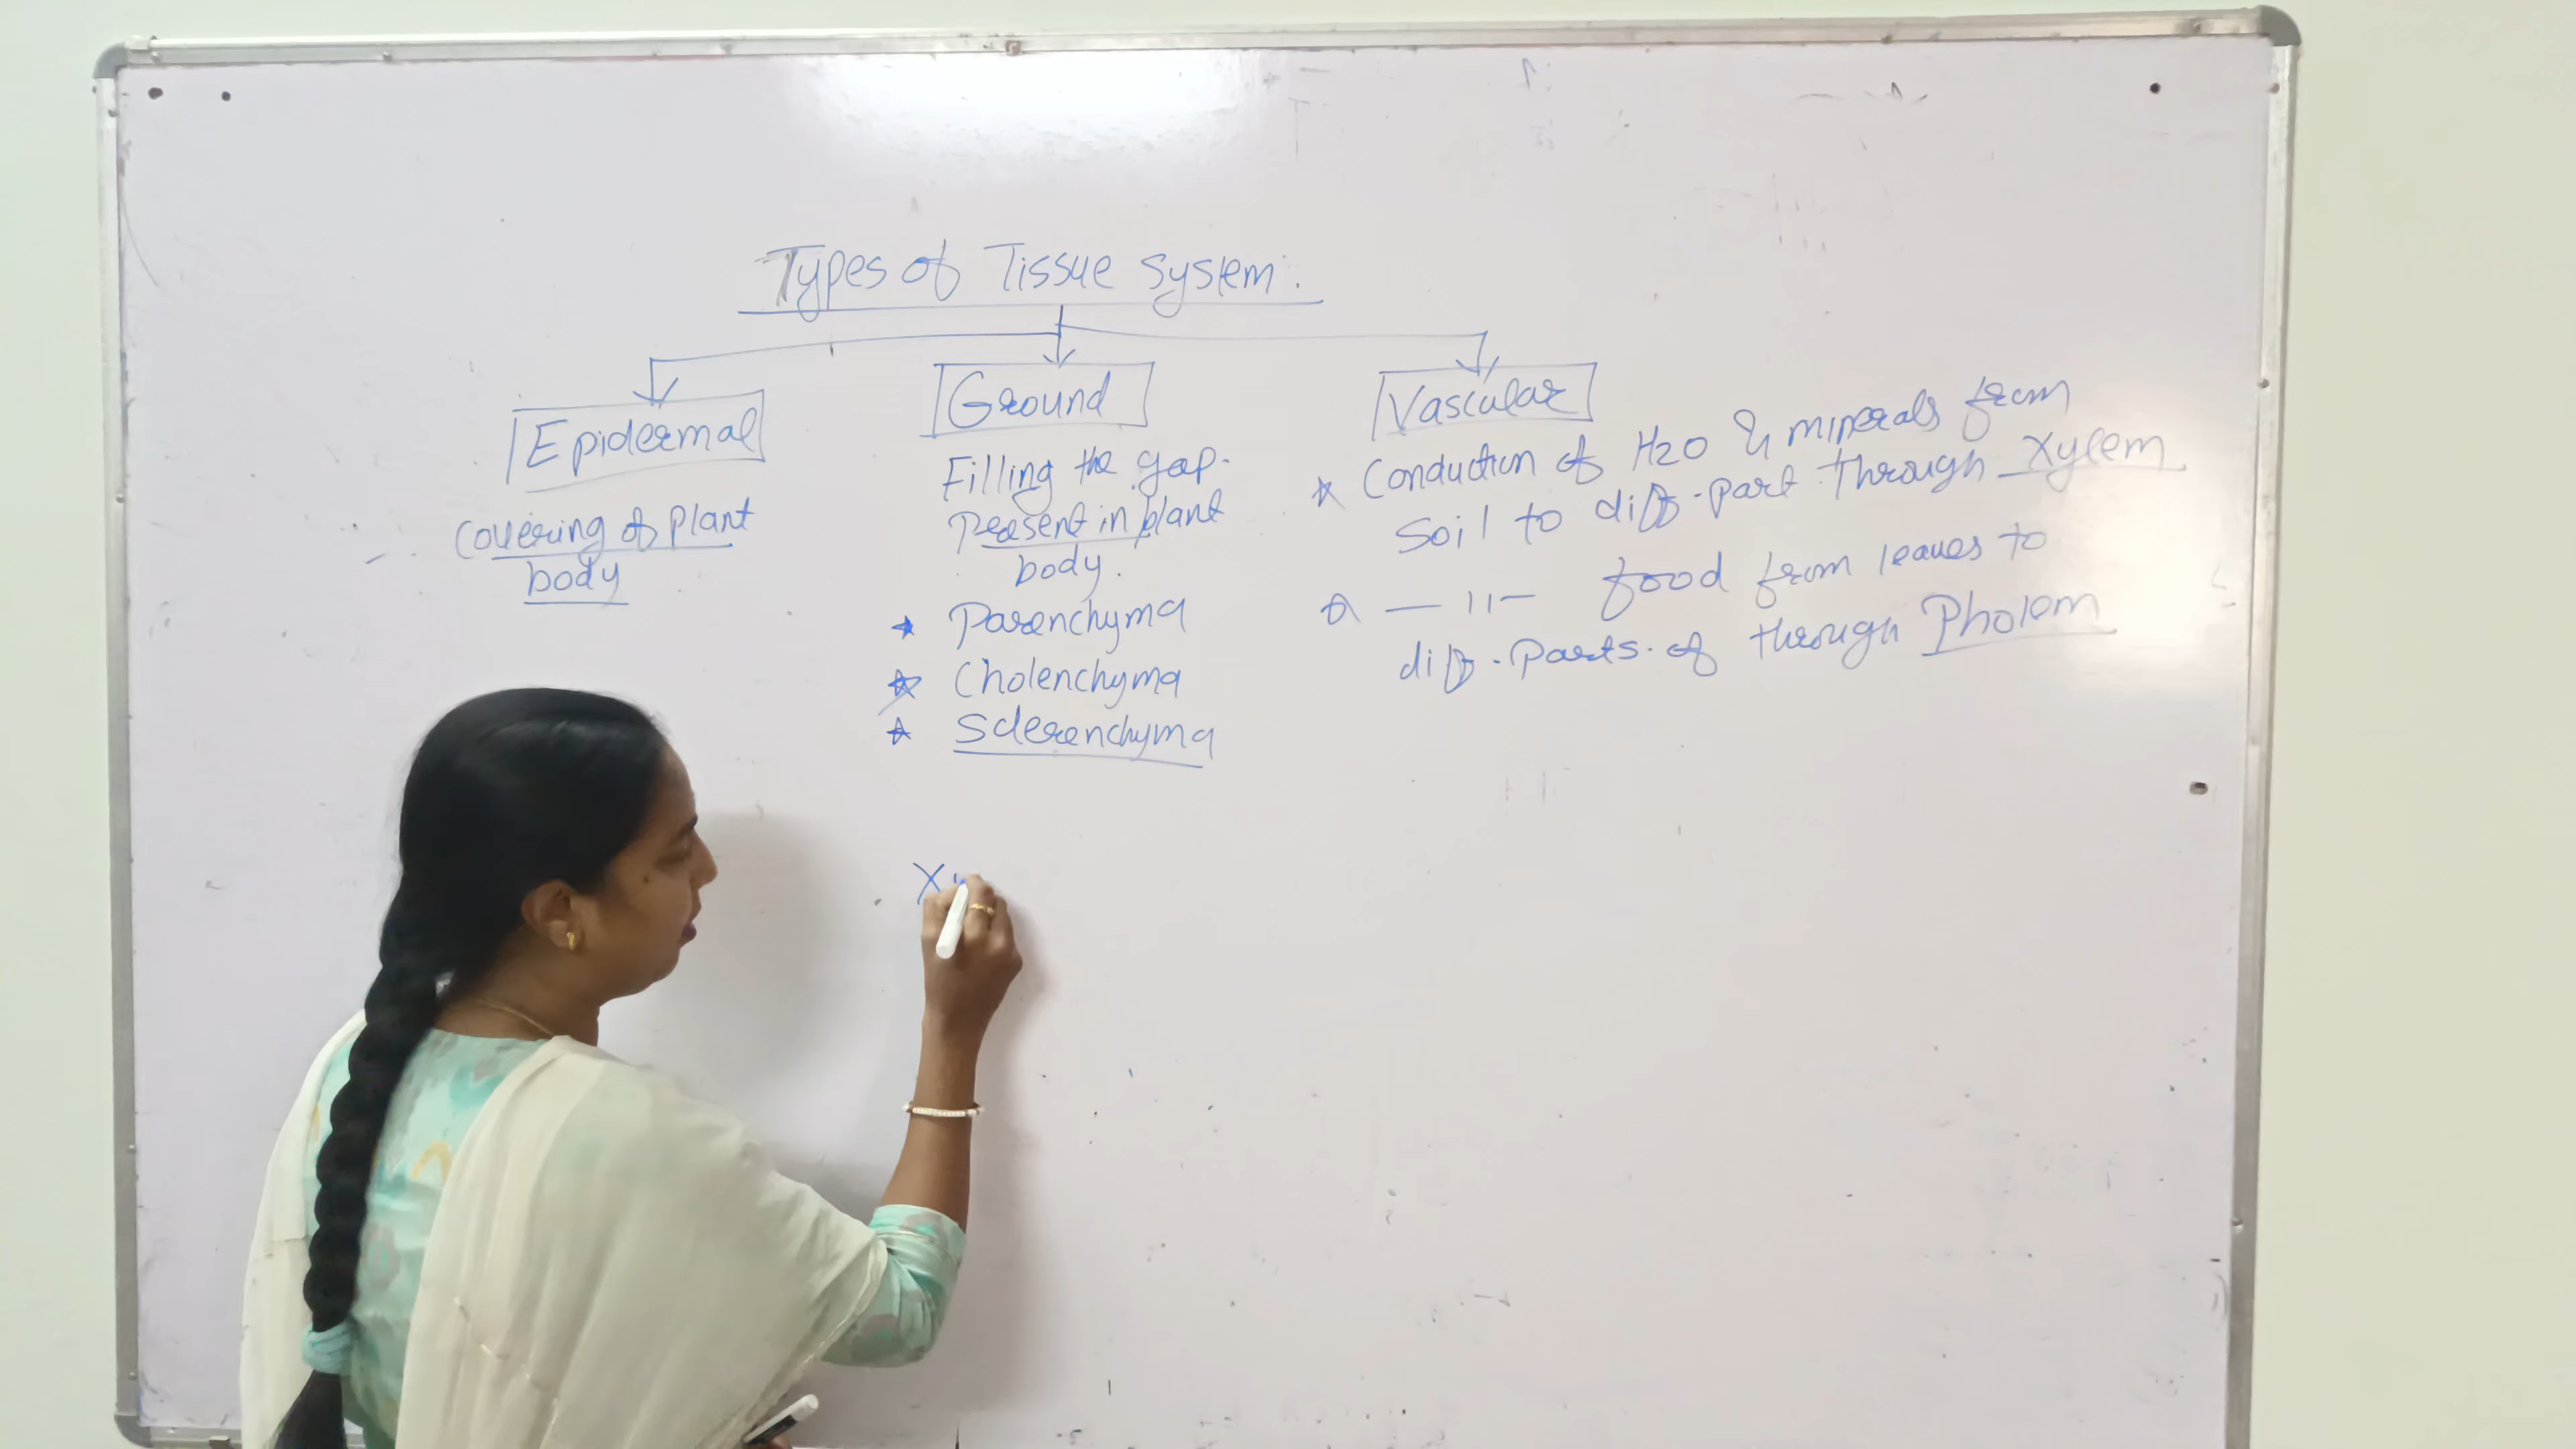 Types of Tissue system.
Epidermal
Covering of plant
body
Ground
Filling the gap.
Present in plant
body.
* Parenchyma
* Cholenchyma
* Sclerenchyma
Vascular
* Conduction of H2O & minerals from
Soil to diff. part through Xylem
* — 11 — food from leaves to
diff. parts. of through Pholem
Xy